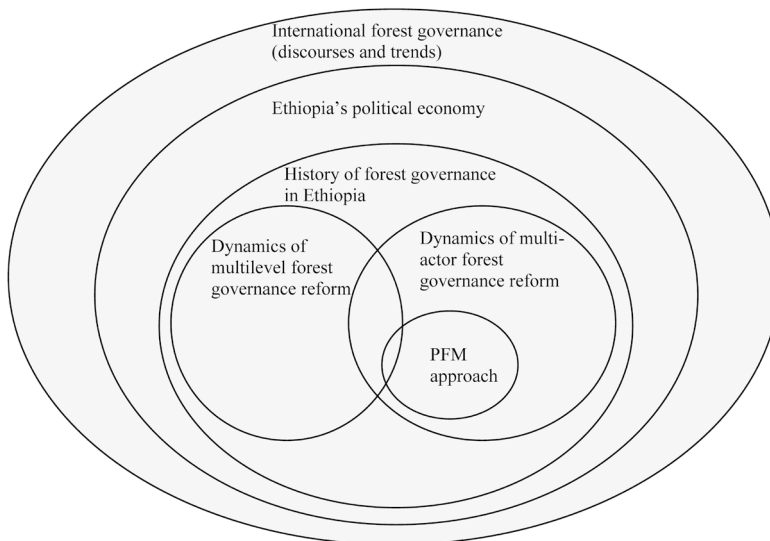 International forest governance
(discourses and trends)
Ethiopia's political economy
History of forest governance
in Ethiopia
Dynamics of
multilevel forest
governance reform
Dynamics of multi-
actor forest
governance reform
PFM
approach